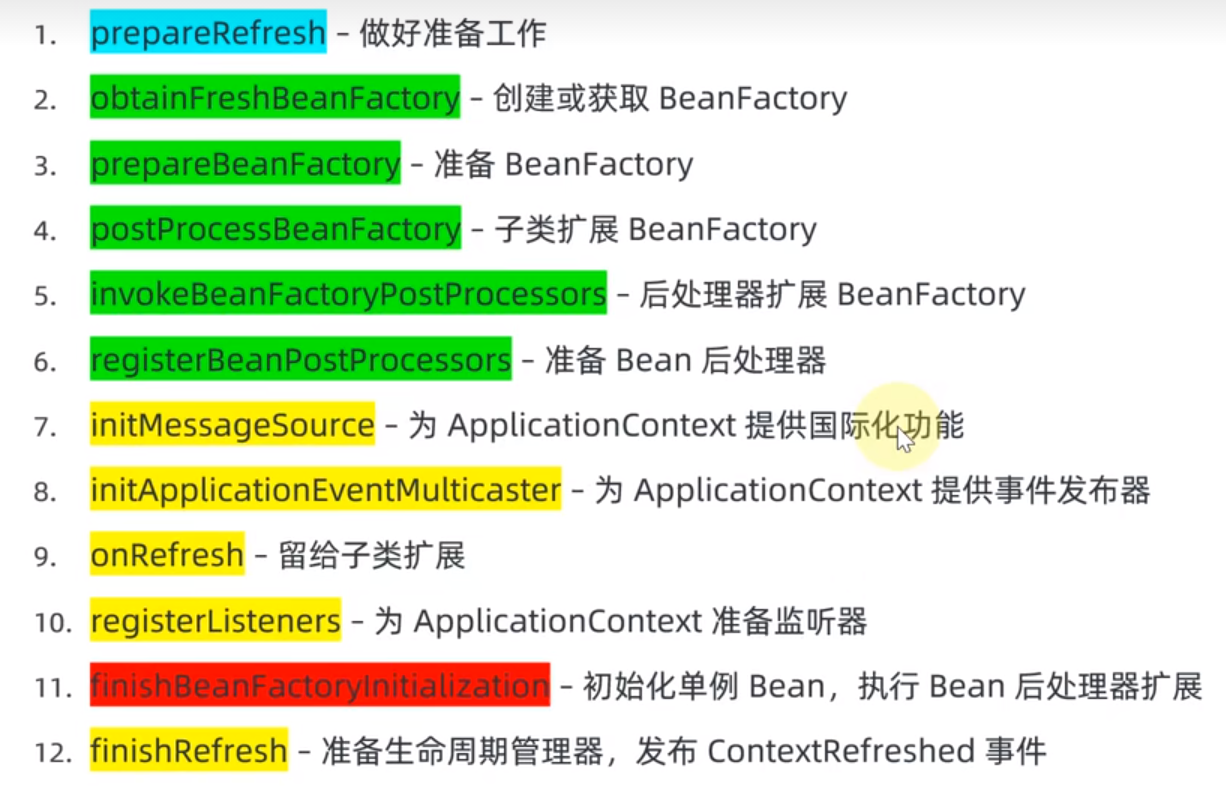 1. prepareRefresh – 做好准备工作
2. obtainFreshBeanFactory – 创建或获取 BeanFactory
3. prepareBeanFactory – 准备 BeanFactory
4. postProcessBeanFactory – 子类扩展 BeanFactory
5. invokeBeanFactoryPostProcessors – 后处理器扩展 BeanFactory
6. registerBeanPostProcessors – 准备 Bean 后处理器
7. initMessageSource – 为 ApplicationContext 提供国际化功能
8. initApplicationEventMulticaster – 为 ApplicationContext 提供事件发布器
9. onRefresh – 留给子类扩展
10. registerListeners – 为 ApplicationContext 准备监听器
11. finishBeanFactoryInitialization – 初始化单例 Bean，执行 Bean 后处理器扩展
12. finishRefresh – 准备生命周期管理器，发布 ContextRefreshed 事件